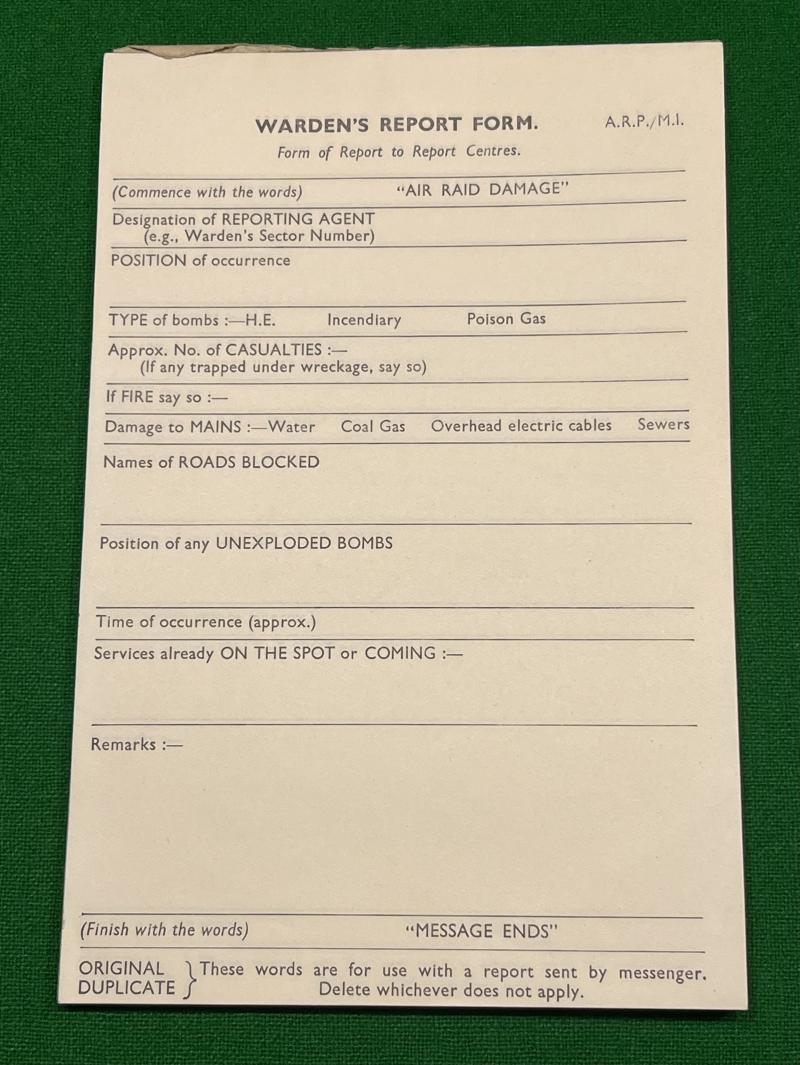 WARDEN'S REPORT FORM. A.R.P./M.I.
Form of Report to Report Centres.
(Commence with the words) "AIR RAID DAMAGE"
Designation of REPORTING AGENT
(e.g., Warden's Sector Number)
POSITION of occurrence
TYPE of bombs :—H.E. Incendiary Poison Gas
Approx. No. of CASUALTIES :—
(If any trapped under wreckage, say so)
If FIRE say so :—
Damage to MAINS :—Water Coal Gas Overhead electric cables Sewers
Names of ROADS BLOCKED
Position of any UNEXPLODED BOMBS
Time of occurrence (approx.)
Services already ON THE SPOT or COMING :—
Remarks :—
(Finish with the words) "MESSAGE ENDS"
ORIGINAL } These words are for use with a report sent by messenger.
DUPLICATE } Delete whichever does not apply.